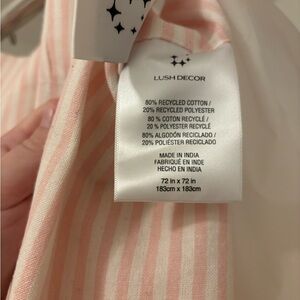 LUSH DECOR
80% RECYCLED COTTON /
20% RECYCLED POLYESTER
80 % COTON RECYCLÉ /
20 % POLYESTER RECYCLÉ
80% ALGODÓN RECICLADO /
20% POLIÉSTER RECICLADO
MADE IN INDIA
FABRIQUÉ EN INDE
HECHO EN INDIA
72 in x 72 in
183cm x 183cm